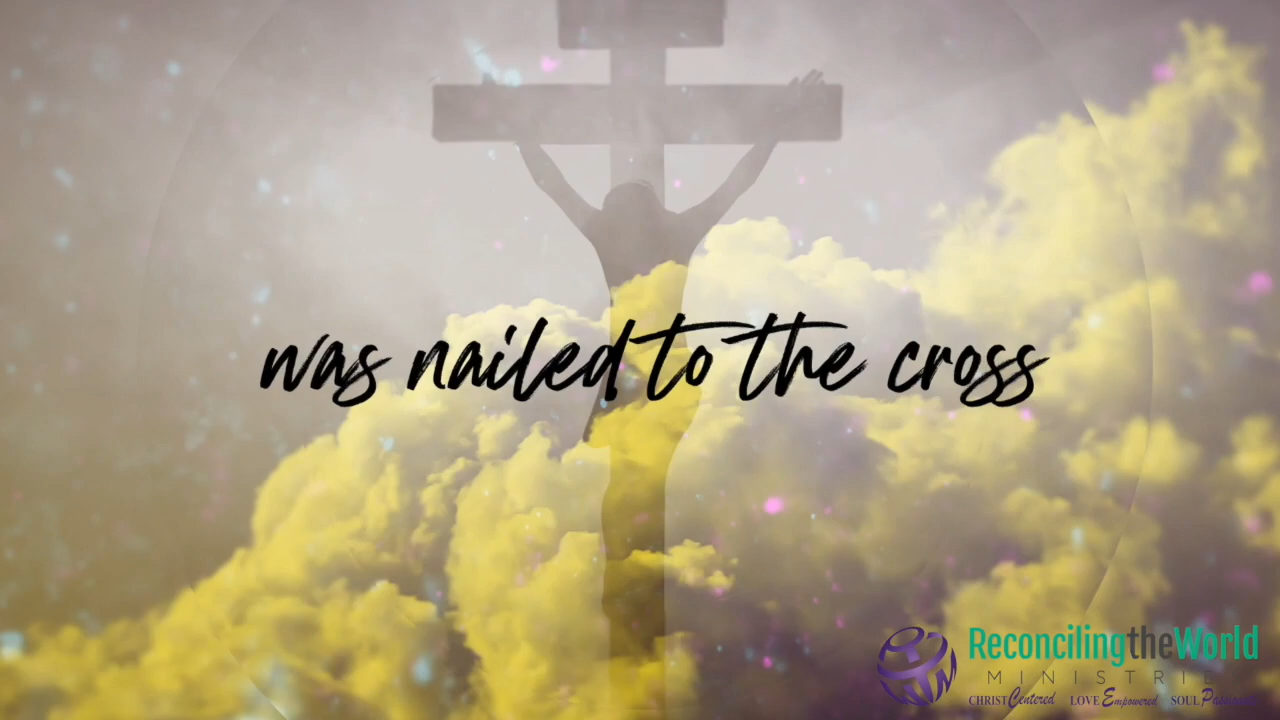 was nailed to the cross
ReconcilingtheWorld
MINISTRIE
CHRIST Centered LOVE Empowered SOUL